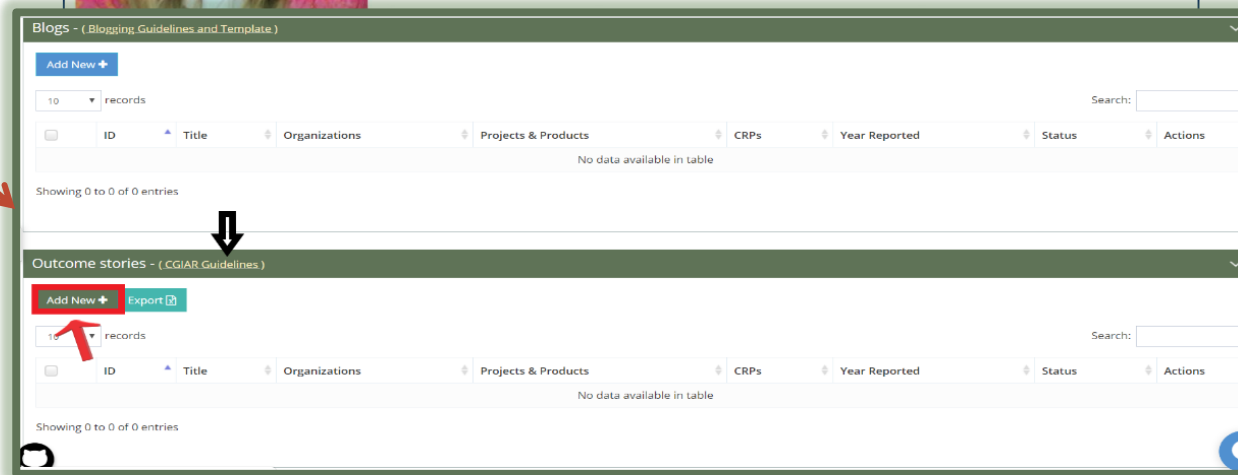 Blogs - ( Blogging Guidelines and Template )
Add New +
10 records Search:
ID Title Organizations Projects & Products CRPs Year Reported Status Actions
No data available in table
Showing 0 to 0 of 0 entries
Outcome stories - ( CGIAR Guidelines )
Add New + Export
10 records Search:
ID Title Organizations Projects & Products CRPs Year Reported Status Actions
No data available in table
Showing 0 to 0 of 0 entries